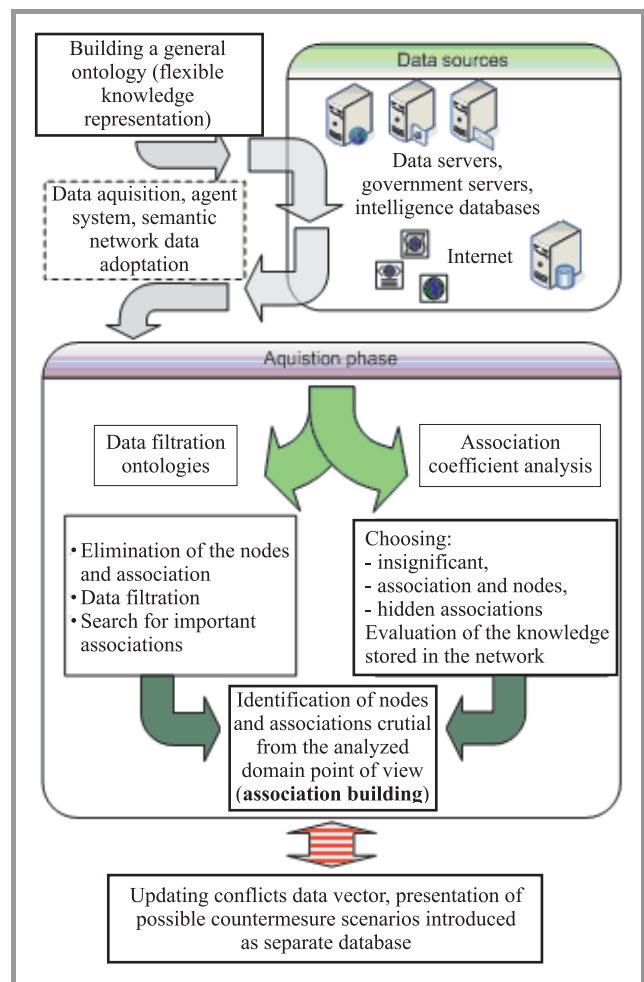 Building a general
ontology (flexible
knowledge
representation)
Data sources
Data servers,
government servers,
intelligence databases
Internet
Data aquisition, agent
system, semantic
network data
adoptation
Aquistion phase
Data filtration
ontologies
Association
coefficient analysis
• Elimination of the nodes
and association
• Data filtration
• Search for important
associations
Choosing:
- insignificant,
- association and nodes,
- hidden associations
Evaluation of the knowledge
stored in the network
Identification of nodes
and associations crutial
from the analyzed
domain point of view
(association building)
Updating conflicts data vector, presentation of
possible countermesure scenarios introduced
as separate database